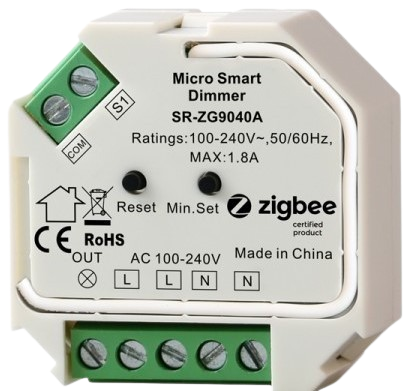 S1
COM
Micro Smart
Dimmer
SR-ZG9040A
Ratings:100-240V~,50/60Hz,
MAX:1.8A
Reset Min.Set zigbee
certified
product
CE RoHS
OUT AC 100-240V Made in China
L L N N